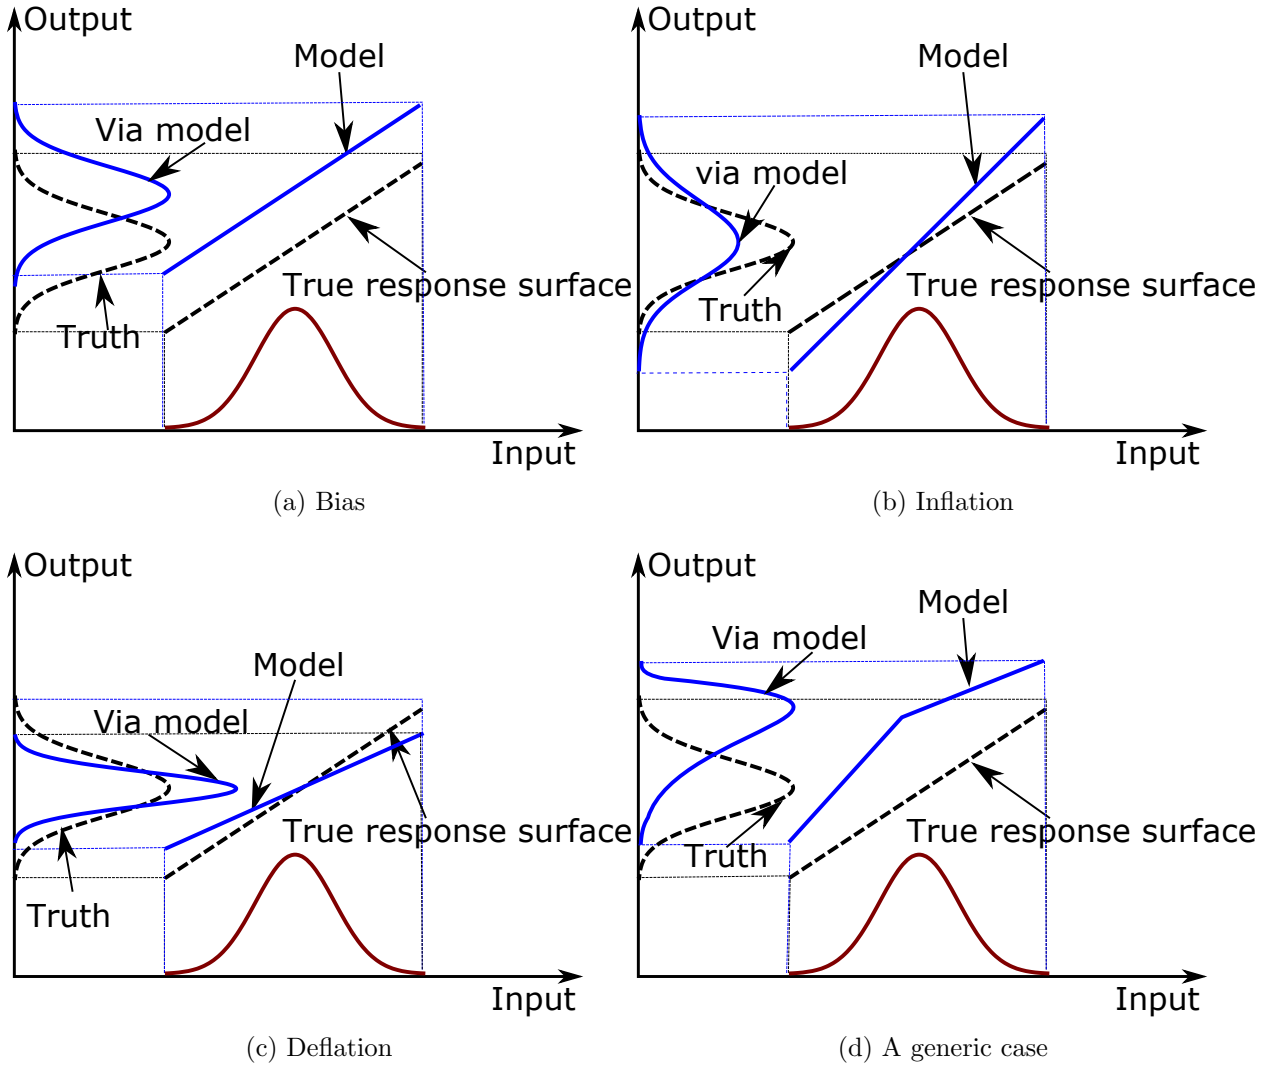 Output
Model
Via model
True response surface
Truth
Input
(a) Bias
Output
Model
via model
True response surface
Truth
Input
(b) Inflation
Output
Model
Via model
True response surface
Truth
Input
(c) Deflation
Output
Model
Via model
True response surface
Truth
Input
(d) A generic case